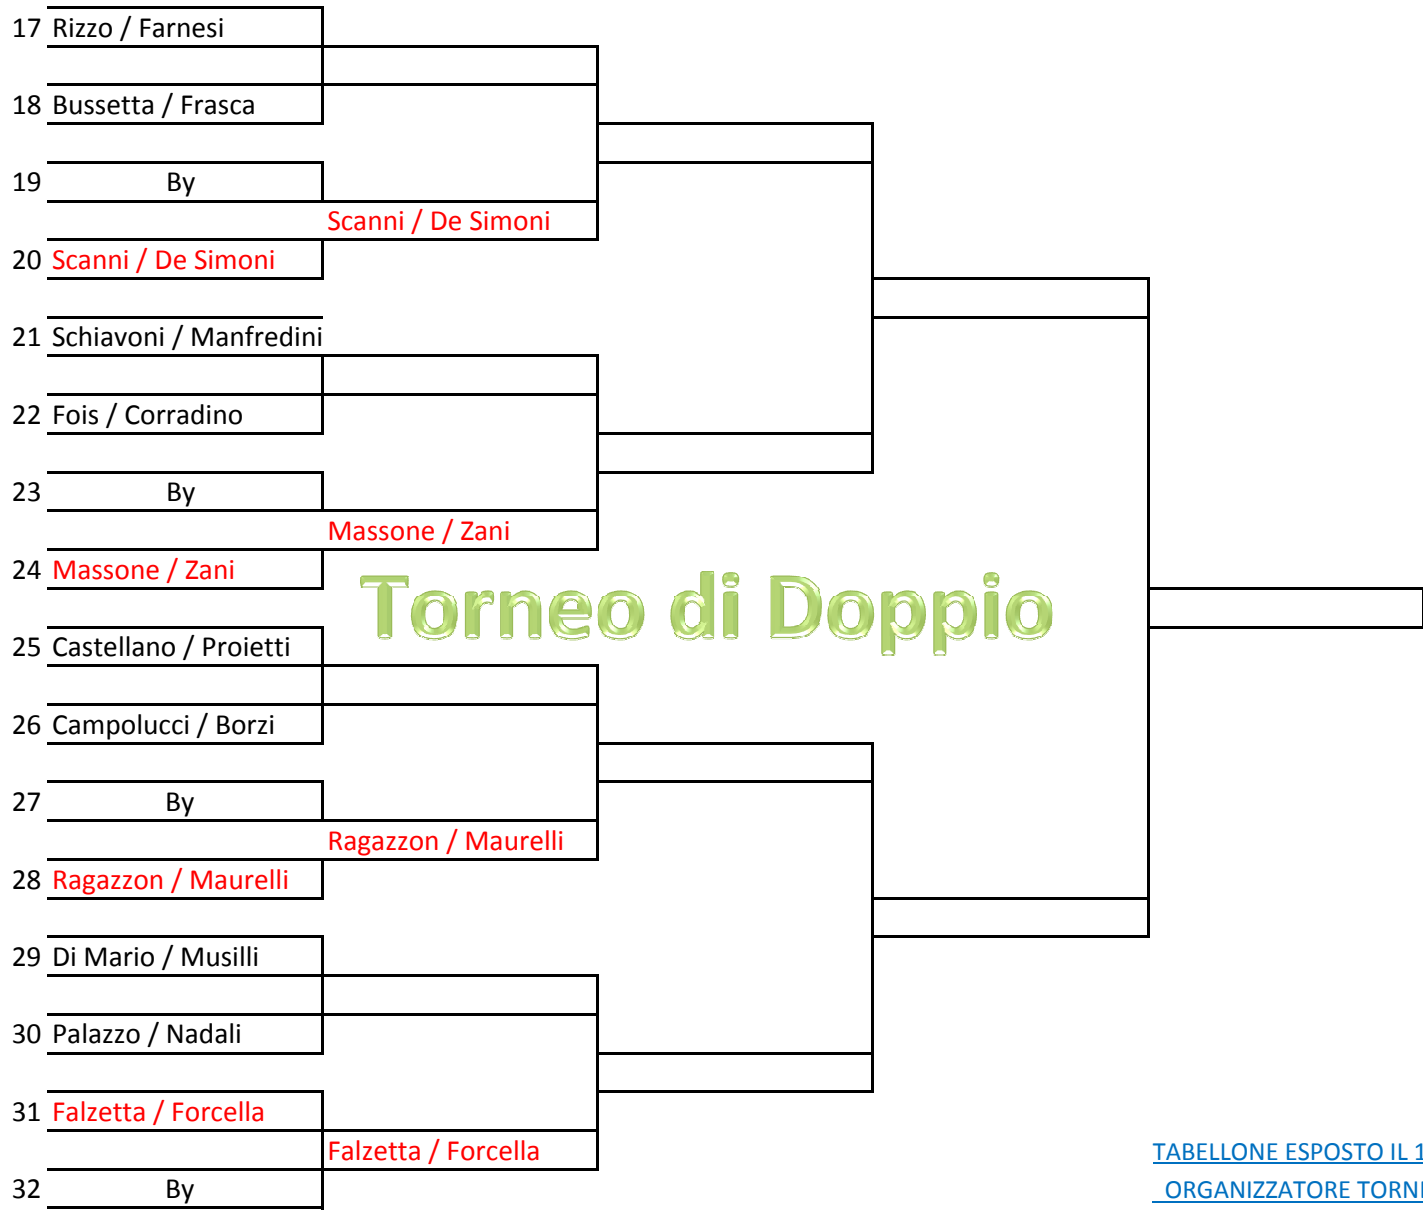 17 Rizzo / Farnesi
18 Bussetta / Frasca
19 By
Scanni / De Simoni
20 Scanni / De Simoni
21 Schiavoni / Manfredini
22 Fois / Corradino
23 By
Massone / Zani
24 Massone / Zani
Torneo di Doppio
25 Castellano / Proietti
26 Campolucci / Borzi
27 By
Ragazzon / Maurelli
28 Ragazzon / Maurelli
29 Di Mario / Musilli
30 Palazzo / Nadali
31 Falzetta / Forcella
Falzetta / Forcella
TABELLONE ESPOSTO IL 1
32 By
ORGANIZZATORE